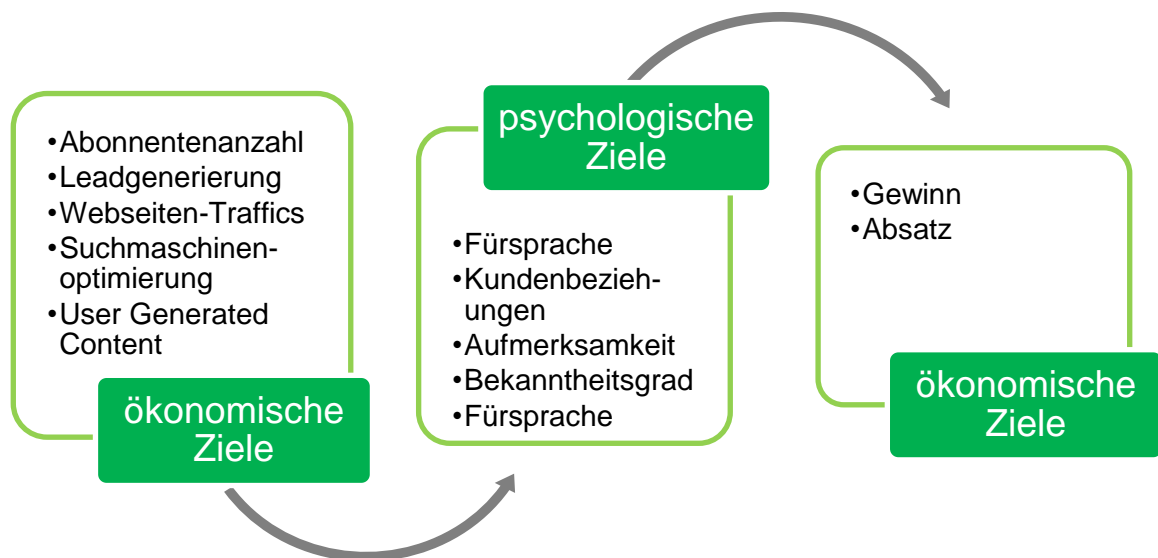 •Abonnentenanzahl
•Leadgenerierung
•Webseiten-Traffics
•Suchmaschinen-
optimierung
•User Generated
Content
ökonomische
Ziele
psychologische
Ziele
•Fürsprache
•Kundenbezieh-
ungen
•Aufmerksamkeit
•Bekanntheitsgrad
•Fürsprache
•Gewinn
•Absatz
ökonomische
Ziele